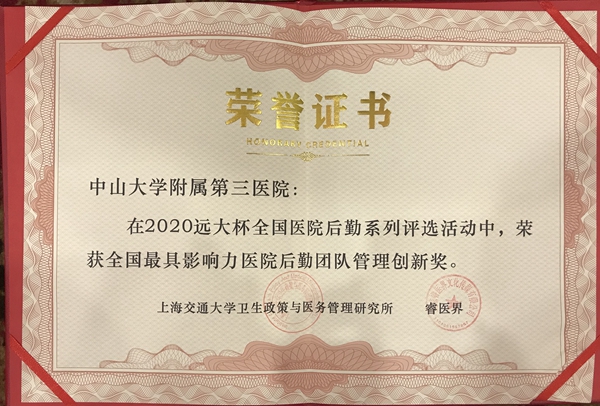 荣誉证书
HONORARY CREDENTIAL
中山大学附属第三医院：
在2020远大杯全国医院后勤系列评选活动中，荣
获全国最具影响力医院后勤团队管理创新奖。
上海交通大学卫生政策与医务管理研究所 睿医界